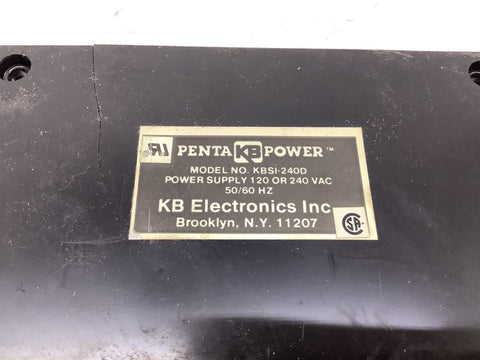 PENTA KB POWER™
MODEL NO. KBSI-240D
POWER SUPPLY 120 OR 240 VAC
50/60 HZ
KB Electronics Inc
Brooklyn, N.Y. 11207
SA